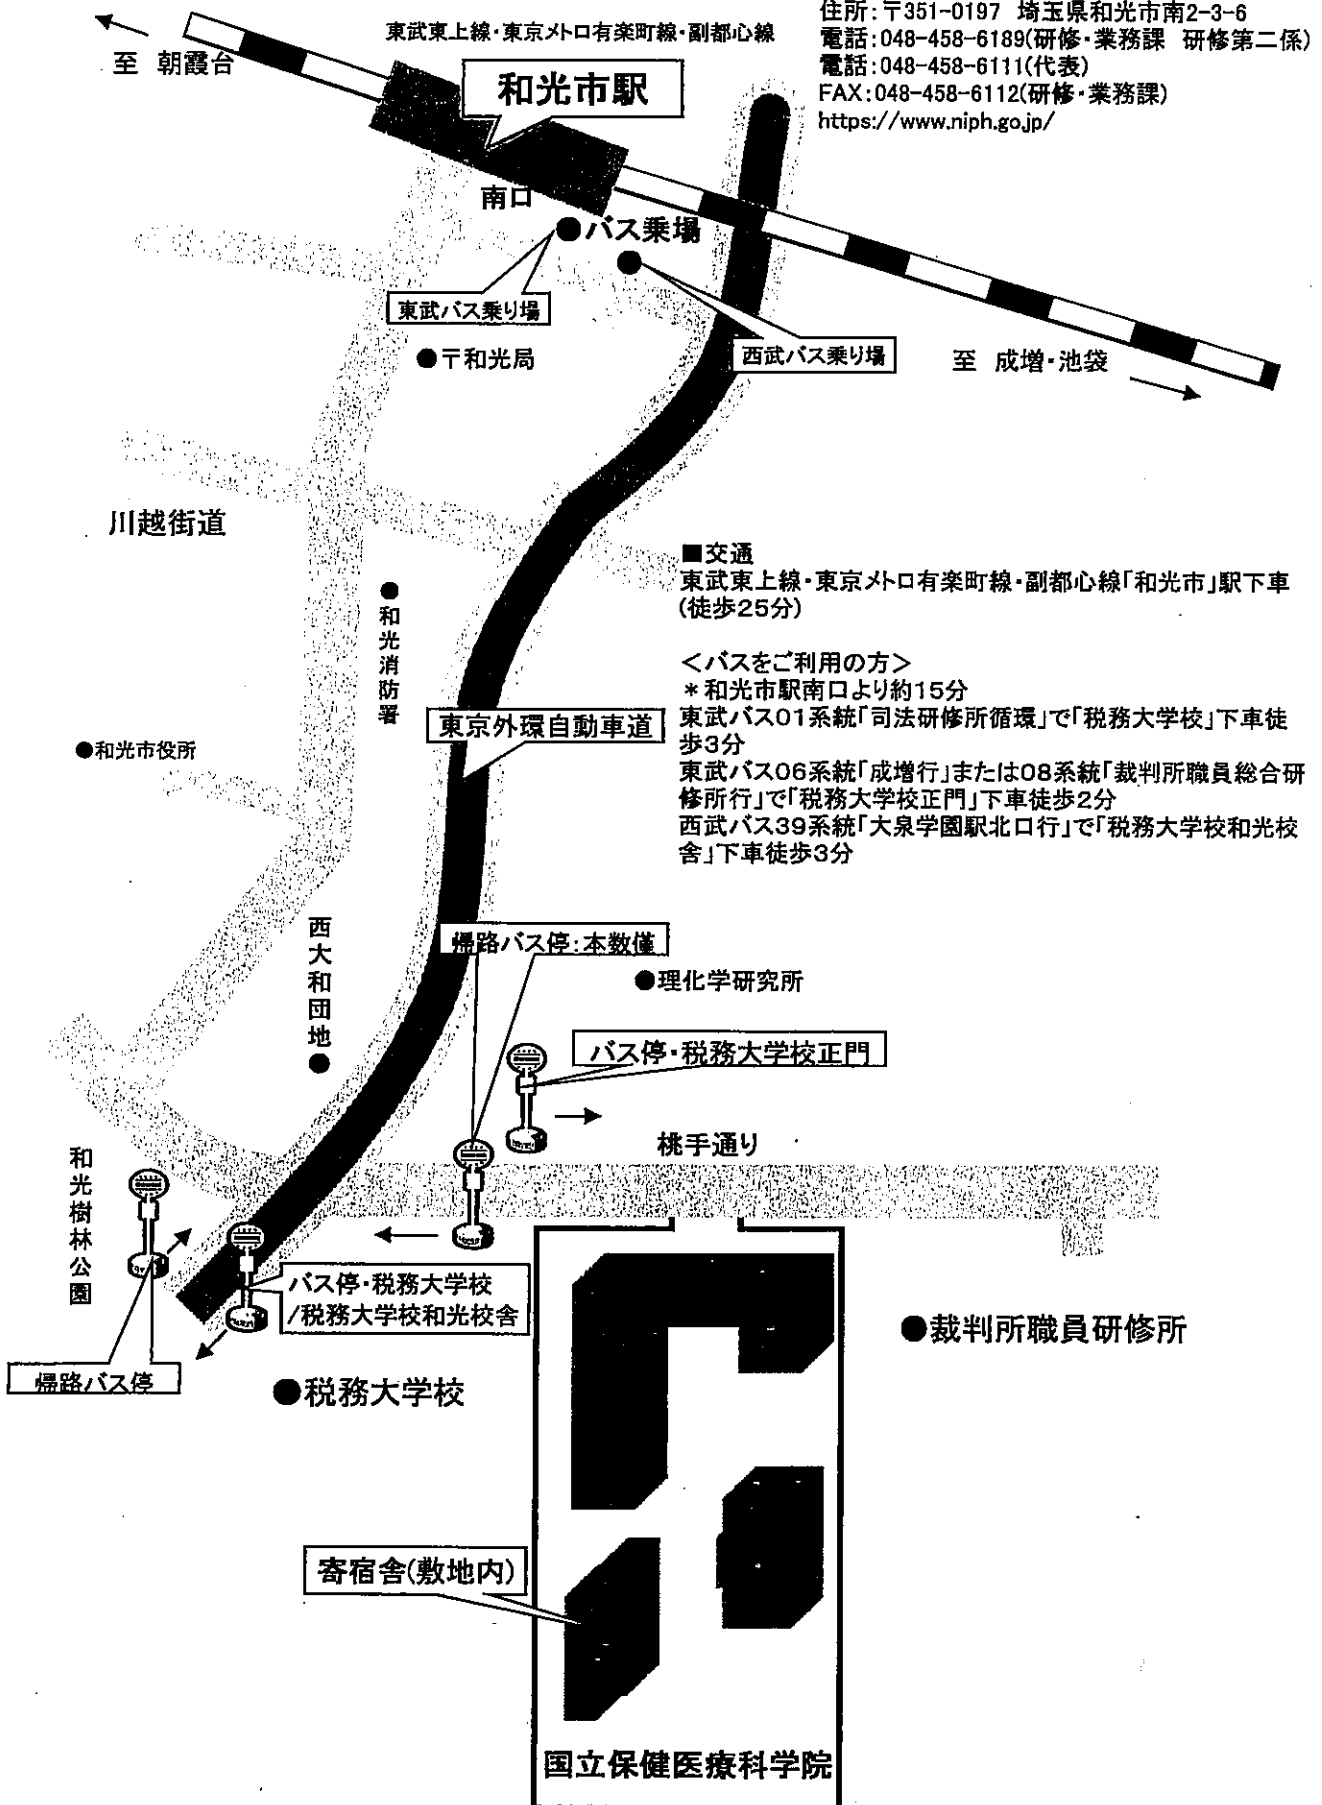 住所:〒351-0197 埼玉県和光市南2-3-6
電話:048-458-6189(研修・業務課 研修第二係)
電話:048-458-6111(代表)
FAX:048-458-6112(研修・業務課)
https://www.niph.go.jp/
東武東上線・東京メトロ有楽町線・副都心線
至 朝霞台
和光市駅
南口
●バス乗場
東武バス乗り場
西武バス乗り場
●〒和光局
至 成増・池袋
川越街道
■交通
東武東上線・東京メトロ有楽町線・副都心線「和光市」駅下車
(徒歩25分)
<バスをご利用の方>
*和光市駅南口より約15分
東武バス01系統「司法研修所循環」で「税務大学校」下車徒
歩3分
東武バス06系統「成増行」または08系統「裁判所職員総合研
修所行」で「税務大学校正門」下車徒歩2分
西武バス39系統「大泉学園駅北口行」で「税務大学校和光校
舎」下車徒歩3分
●和光消防署
東京外環自動車道
●和光市役所
西大和団地●
帰路バス停:本数僅
●理化学研究所
バス停・税務大学校正門
桃手通り
和光樹林公園
バス停・税務大学校
/税務大学校和光校舎
●裁判所職員研修所
帰路バス停
●税務大学校
寄宿舎(敷地内)
国立保健医療科学院